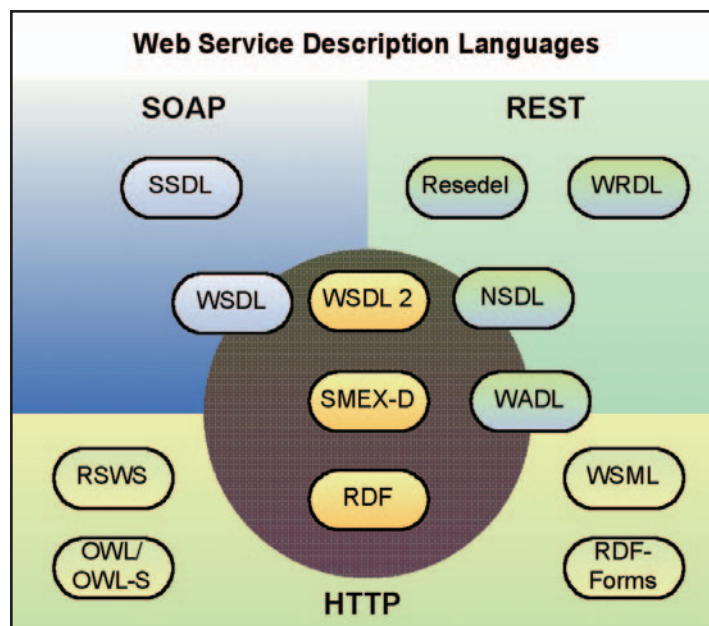 Web Service Description Languages
SOAP
REST
SSDL
Resedel
WRDL
WSDL
WSDL 2
NSDL
SMEX-D
WADL
RSWS
RDF
WSML
OWL/
OWL-S
RDF-
Forms
HTTP